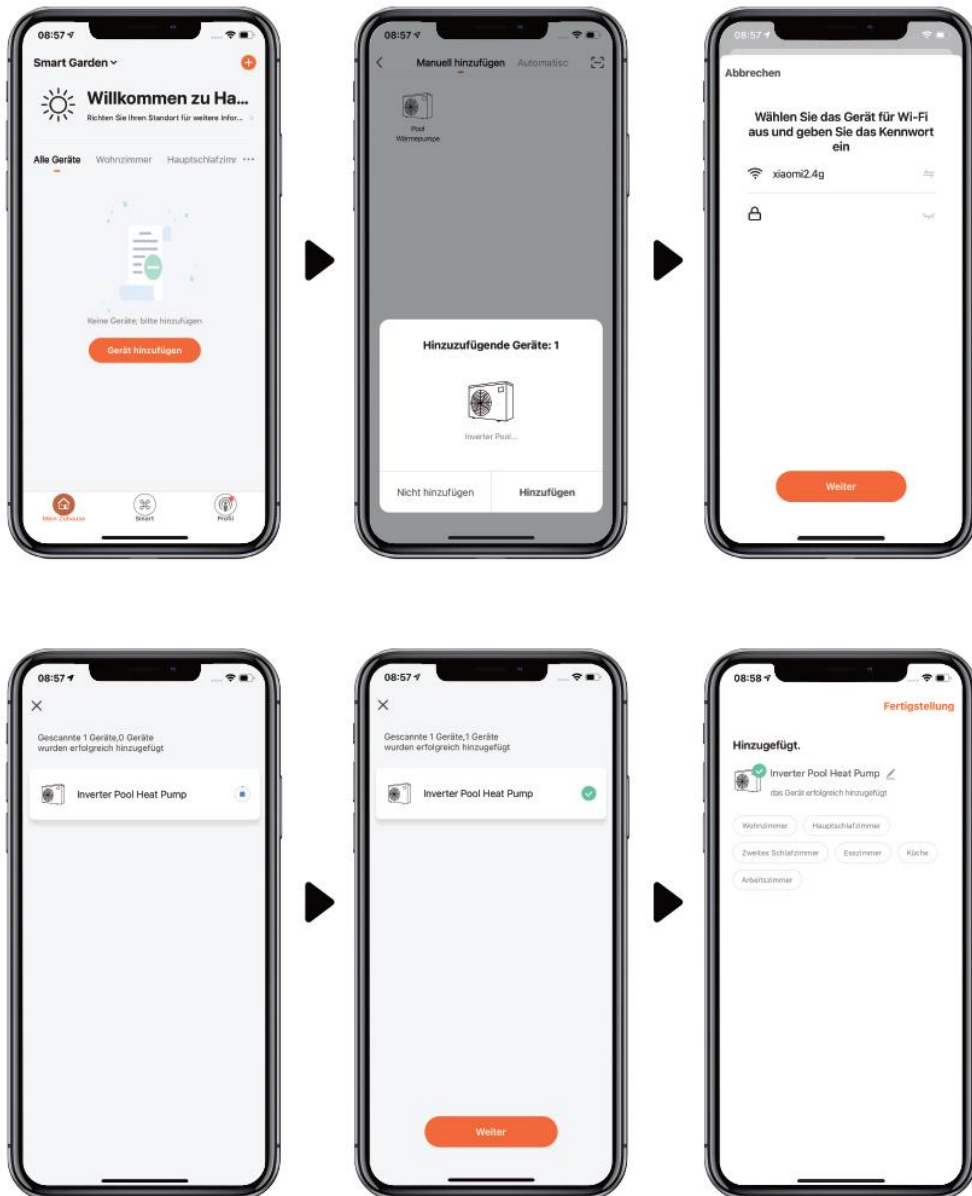 08:57
Smart Garden
Willkommen zu Ha...
Richten Sie Ihren Standort für weitere Infor...
Alle Geräte Wohnzimmer Hauptschlafzimr ...
Keine Geräte; bitte hinzufügen
Gerät hinzufügen
Mein Zuhause Smart Profil
08:57
Manuell hinzufügen Automatisc
Pool
Wärmepumpe
Hinzuzufügende Geräte: 1
Inverter Pool...
Nicht hinzufügen Hinzufügen
08:57
Abbrechen
Wählen Sie das Gerät für Wi-Fi
aus und geben Sie das Kennwort
ein
xiaomi2.4g
Weiter
08:57
Gescannte 1 Geräte,0 Geräte
wurden erfolgreich hinzugefügt
Inverter Pool Heat Pump
08:57
Gescannte 1 Geräte,1 Geräte
wurden erfolgreich hinzugefügt
Inverter Pool Heat Pump
Weiter
08:58
Fertigstellung
Hinzugefügt.
Inverter Pool Heat Pump
das Gerät erfolgreich hinzugefügt
Wohnzimmer Hauptschlafzimmer
Zweites Schlafzimmer Esszimmer Küche
Arbeitszimmer